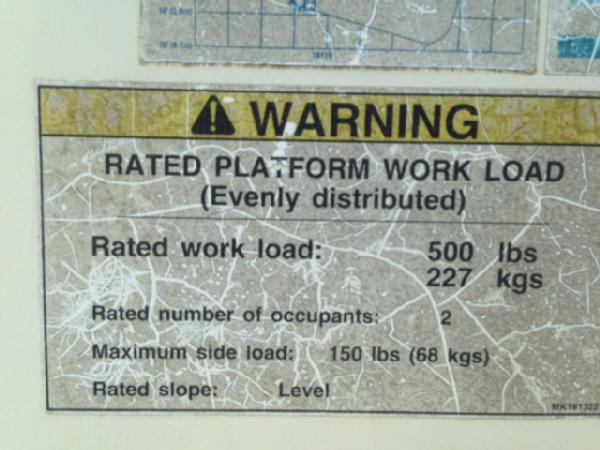 WARNING
RATED PLATFORM WORK LOAD
(Evenly distributed)
Rated work load: 500 lbs
227 kgs
Rated number of occupants: 2
Maximum side load: 150 lbs (68 kgs)
Rated slope: Level
MK181322